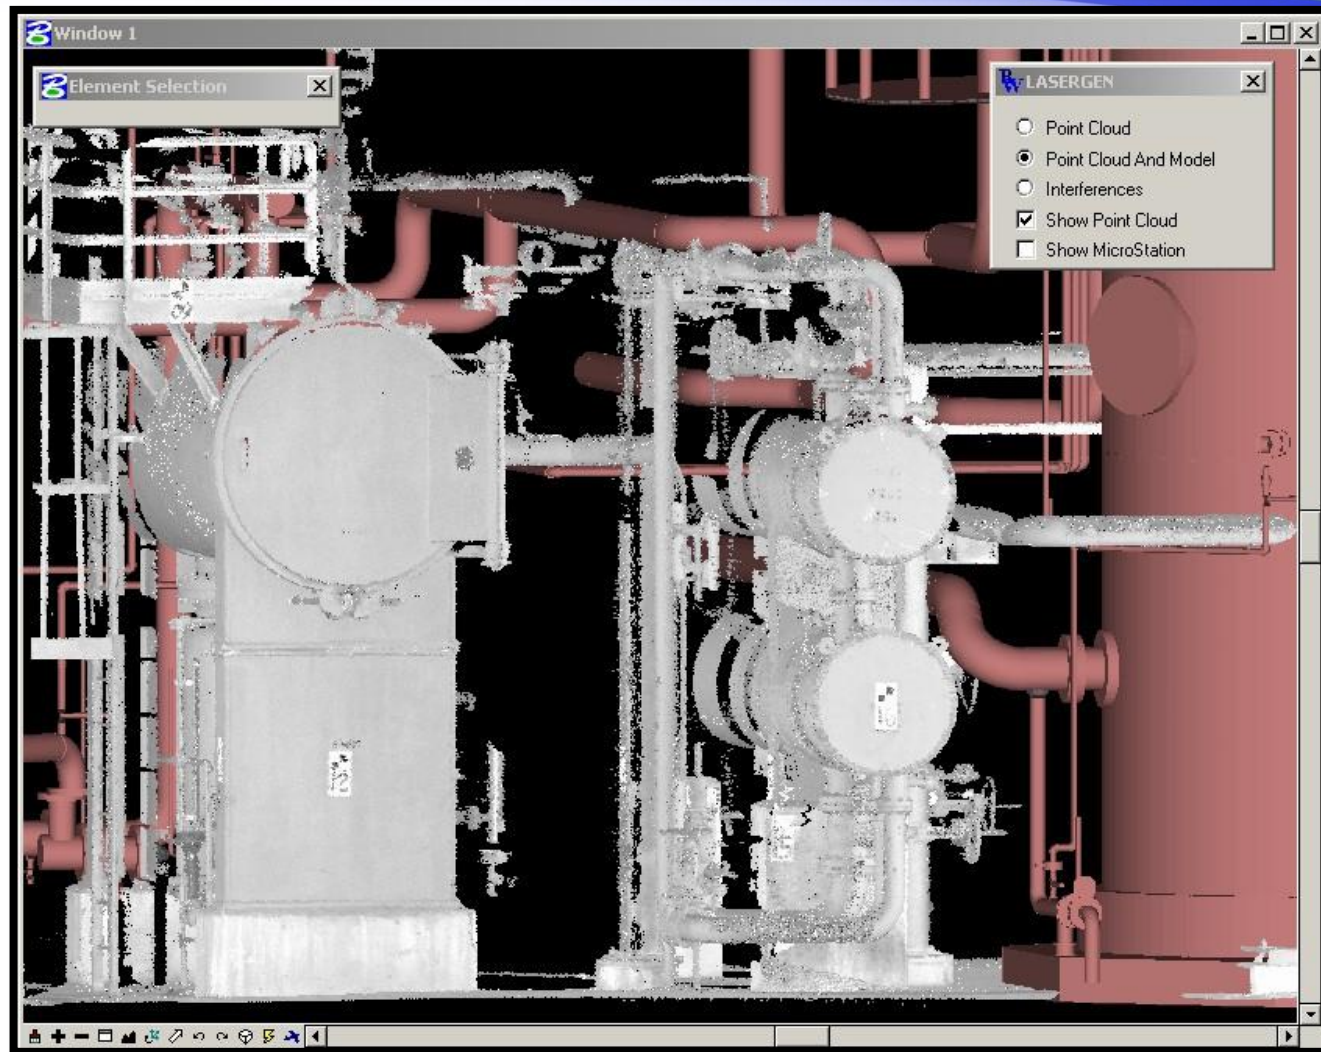 Window 1
Element Selection
LASERGEN
Point Cloud
Point Cloud And Model
Interferences
Show Point Cloud
Show MicroStation